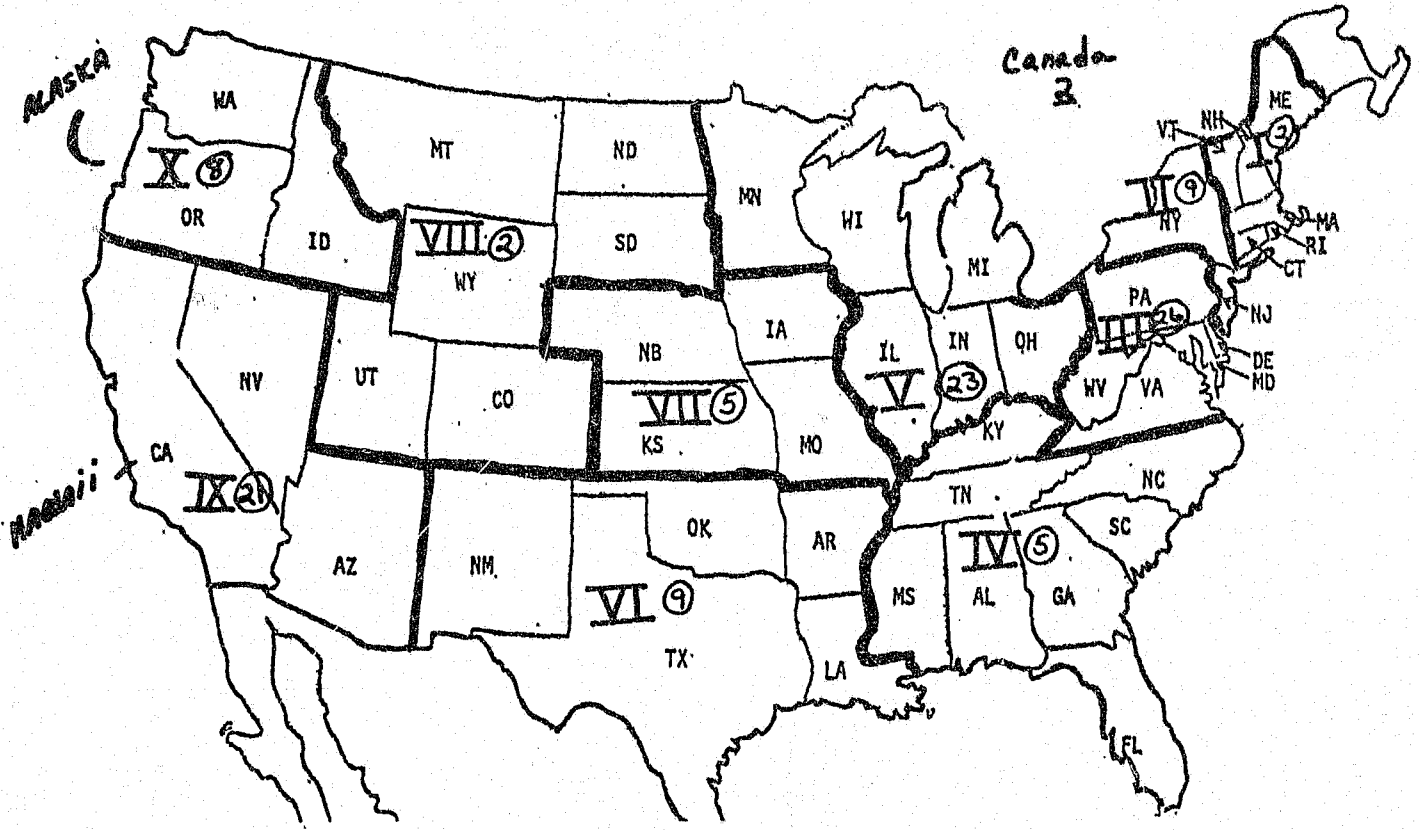 Canada
3
ALASKA
WA
ME
VT
NH
MT
ND
I (2)
X (8)
MN
II (9)
OR
WI
NY
MA
ID
VIII (2)
SD
RI
MI
CT
WY
PA
NJ
IA
III (26)
NB
IL
IN
OH
DE
NV
UT
MD
CO
V (23)
WV
VA
VII (5)
KY
CA
KS
MO
HAWAII
IX (21)
TN
NC
OK
SC
AR
IV (5)
AZ
NM
MS
AL
GA
VI (9)
TX
LA
FL